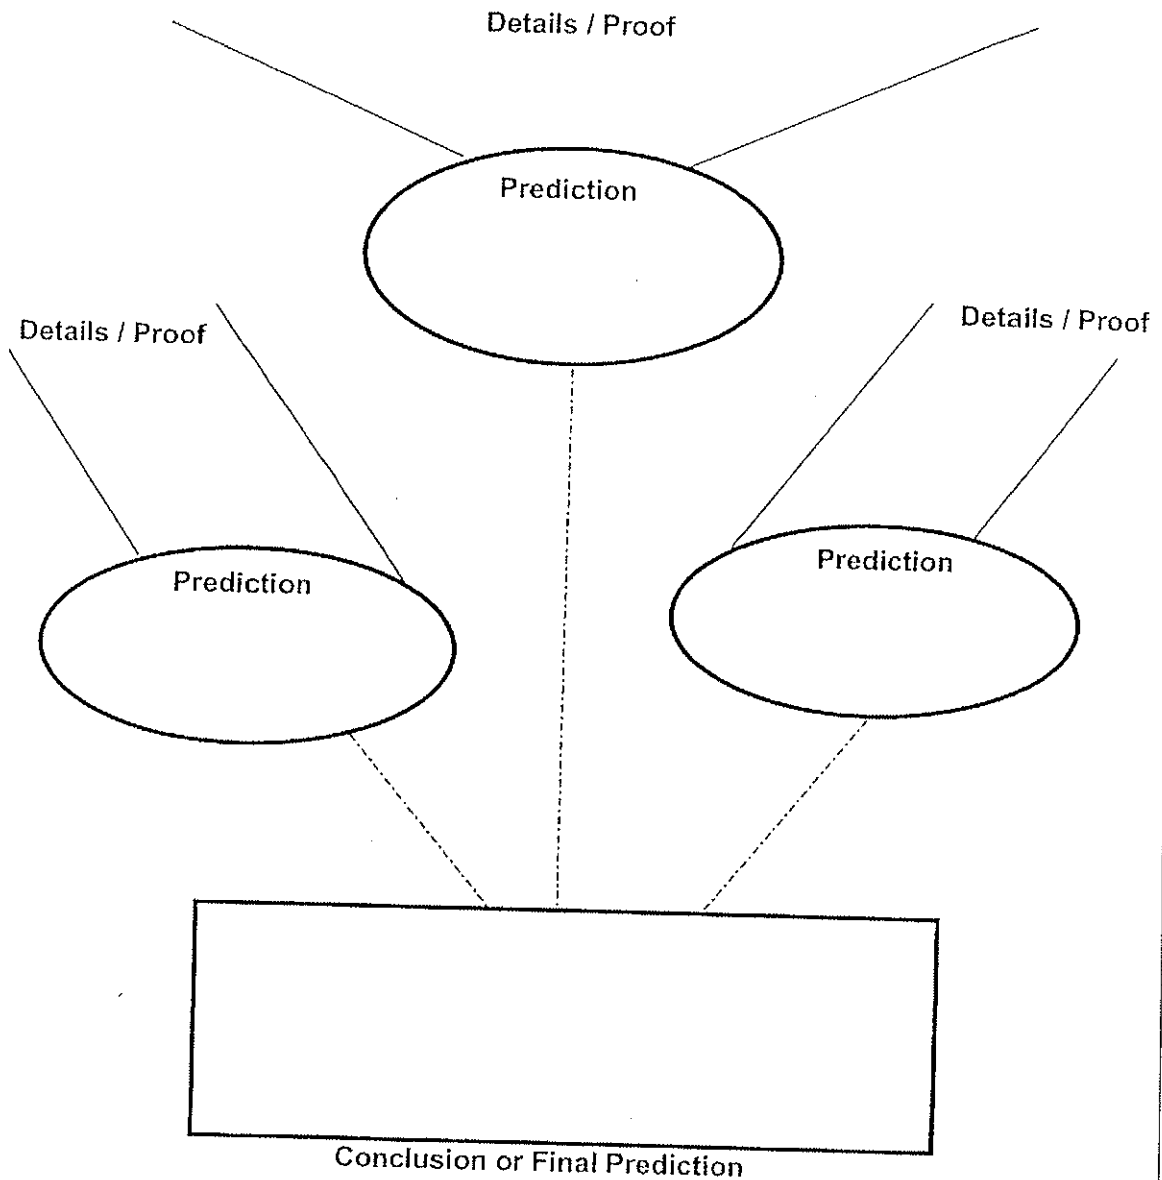 Details / Proof
Prediction
Details / Proof
Details / Proof
Prediction
Prediction
Conclusion or Final Prediction